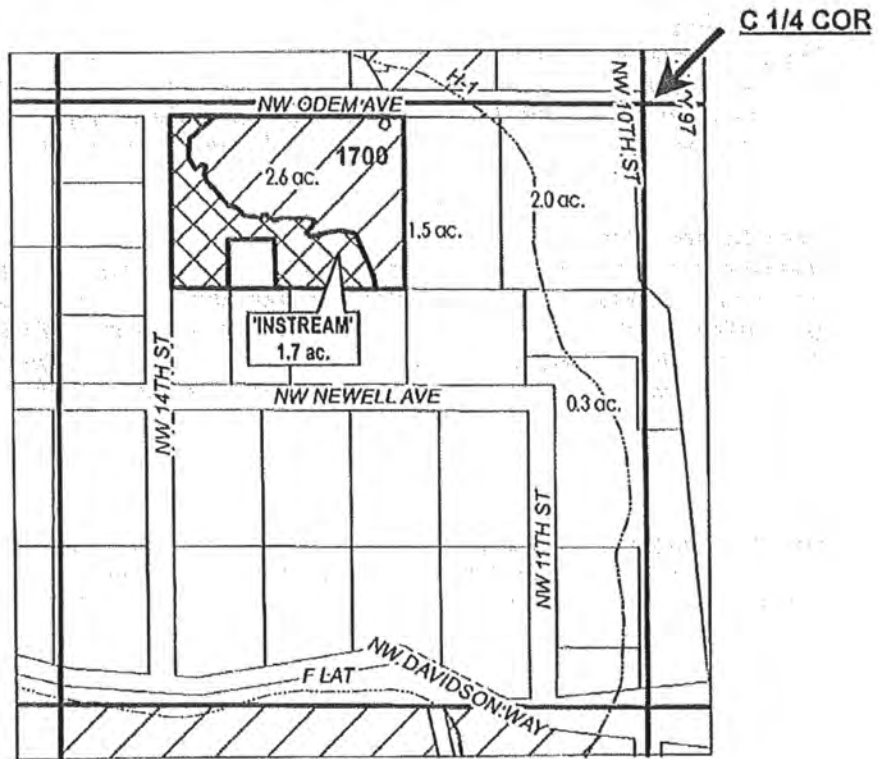 C 1/4 COR
NW ODEM AVE
H-1
NW 10TH ST
Y 97
1700
2.6 ac.
2.0 ac.
1.5 ac.
'INSTREAM'
1.7 ac.
NW 14TH ST
NW NEWELL AVE
0.3 ac.
NW 11TH ST
NW DAVIDSON WAY
F LAT